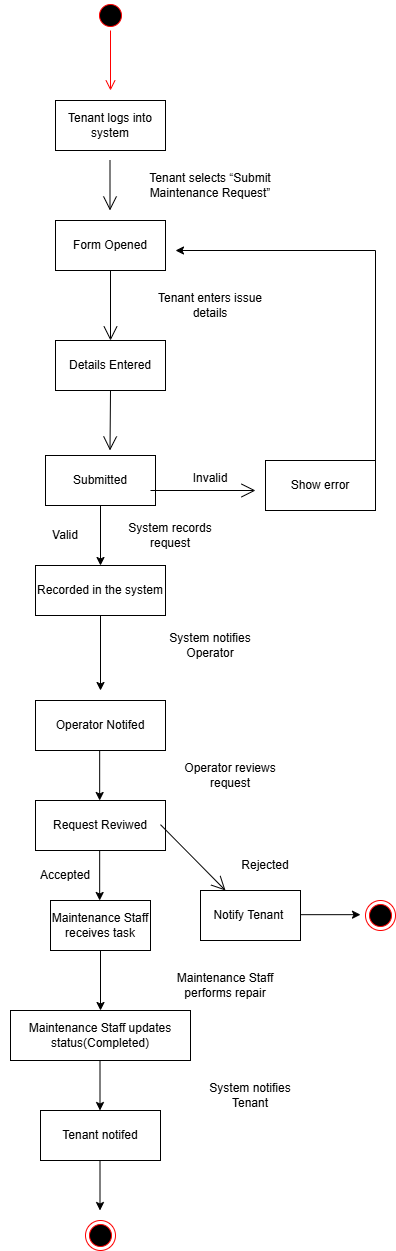 Tenant logs into
system
Tenant selects “Submit
Maintenance Request”
Form Opened
Tenant enters issue
details
Details Entered
Submitted
Invalid
Show error
Valid
System records
request
Recorded in the system
System notifies
Operator
Operator Notifed
Operator reviews
request
Request Reviwed
Accepted
Rejected
Maintenance Staff
receives task
Notify Tenant
Maintenance Staff
performs repair
Maintenance Staff updates
status(Completed)
System notifies
Tenant
Tenant notifed